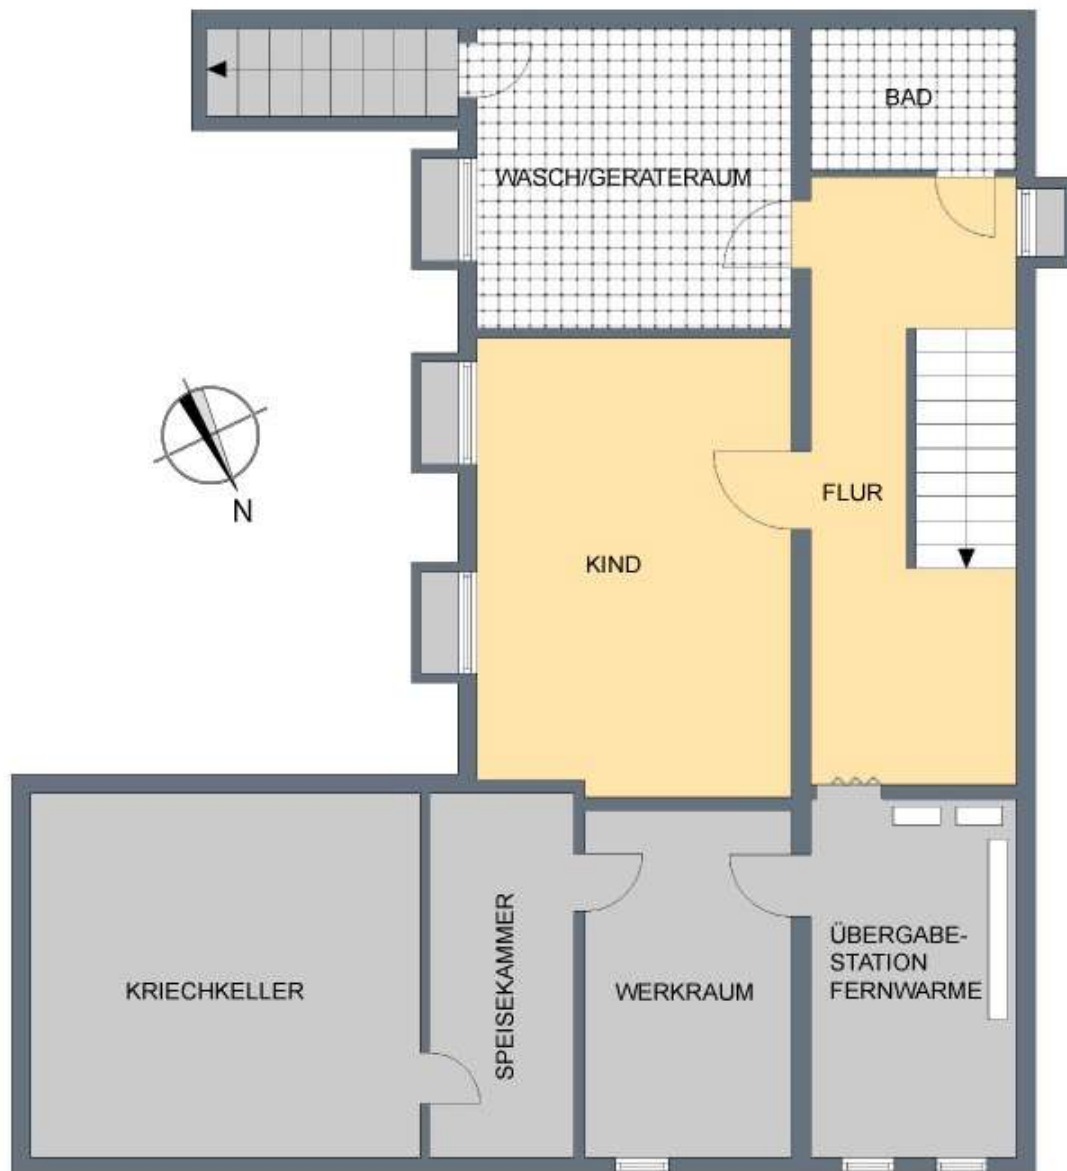 BAD
WASCH/GERATERAUM
N
FLUR
KIND
KRIECHKELLER
SPEISEKAMMER
WERKRAUM
ÜBERGABE-
STATION
FERNWARME